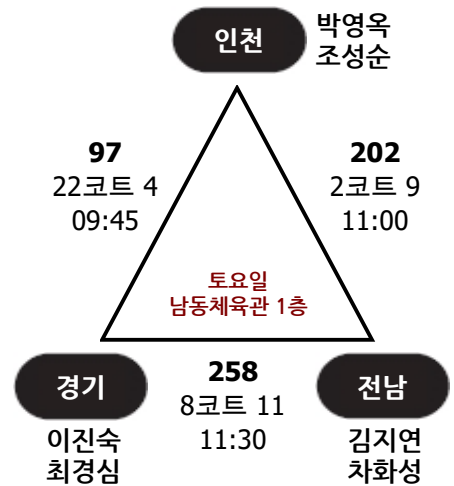 인천
박영옥
조성순
97
22코트 4
09:45
202
2코트 9
11:00
토요일
남동체육관 1층
경기
이진숙
최경심
258
8코트 11
11:30
전남
김지연
차화성